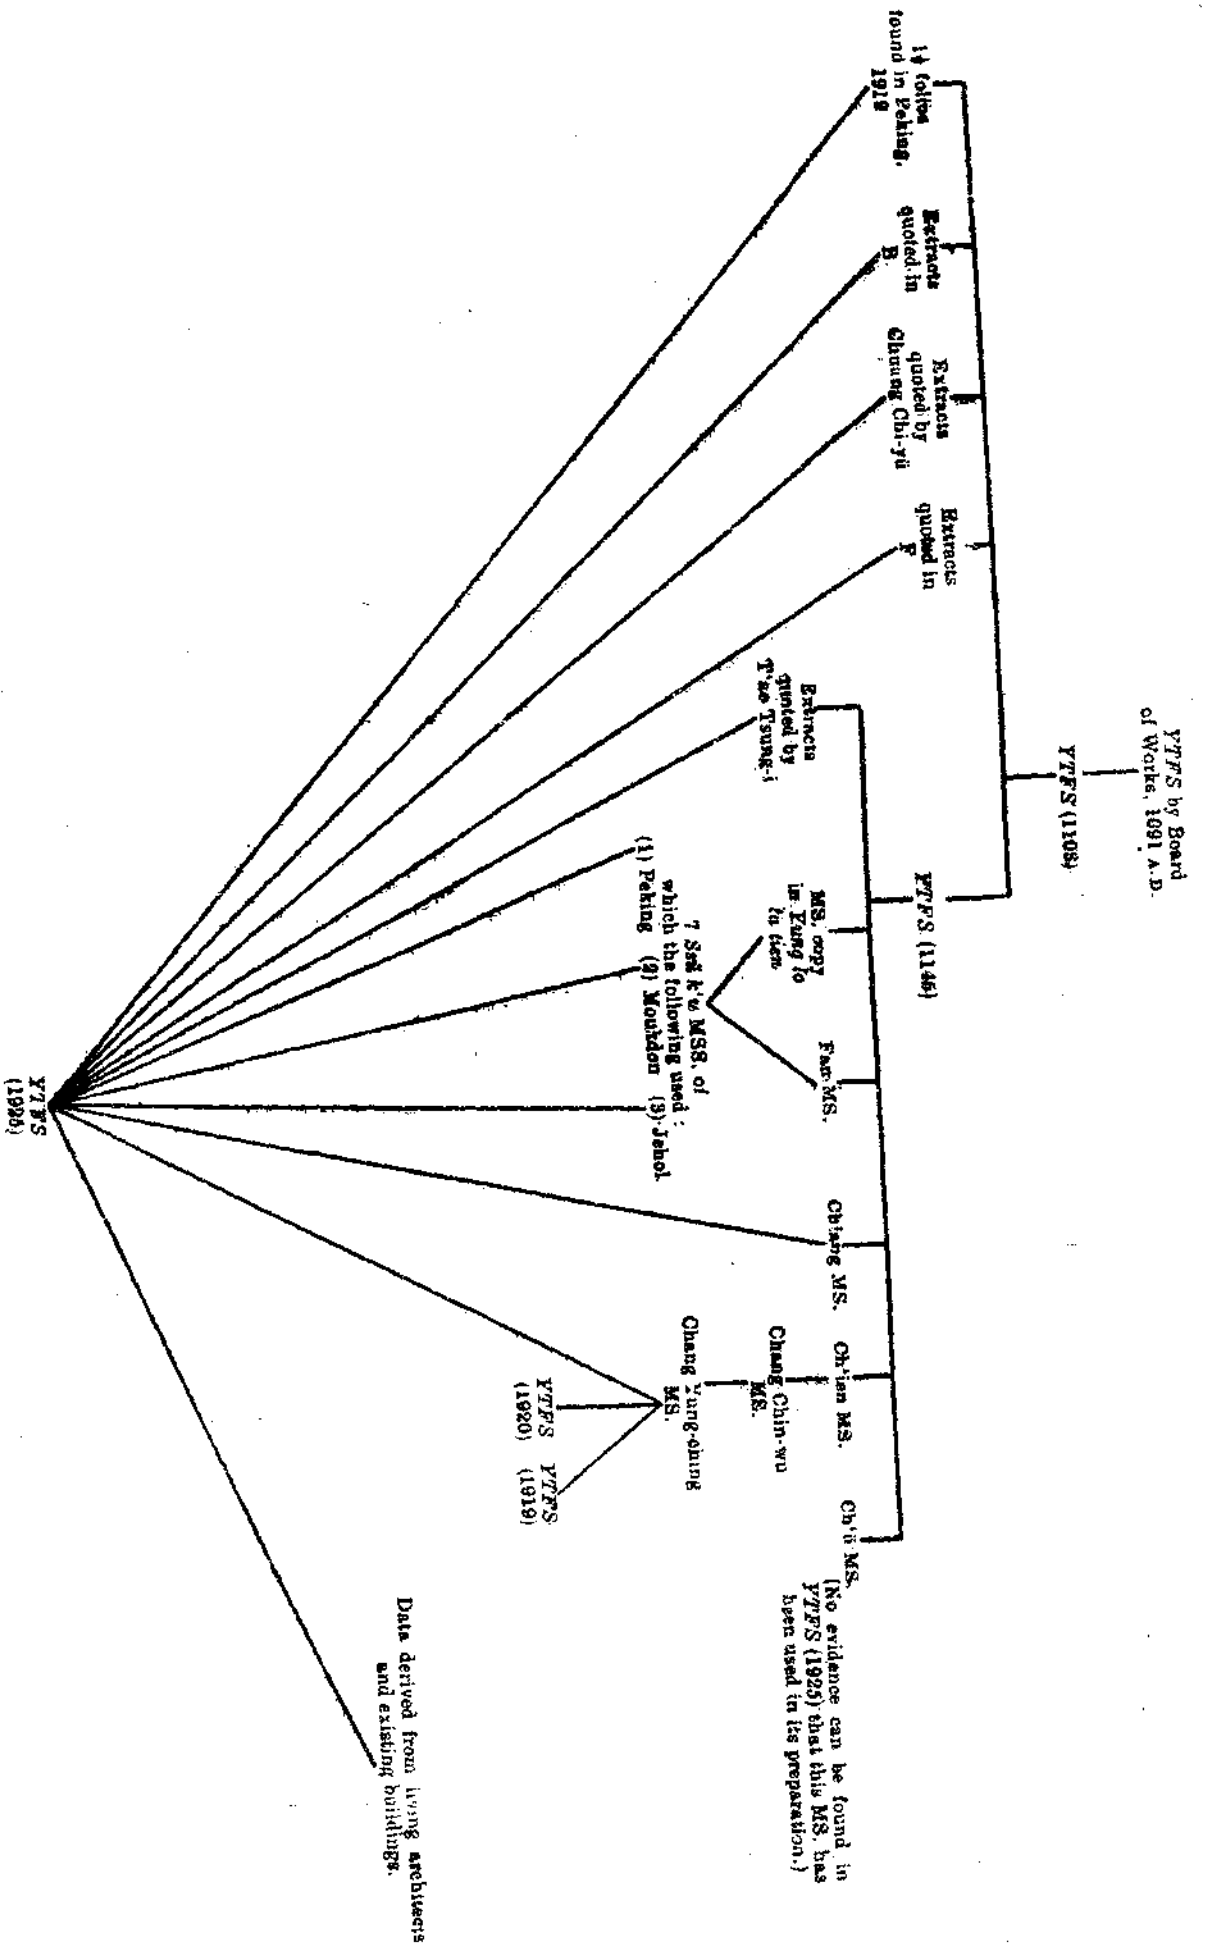 YTFS by Board
of Works, 1091 A.D.
YTFS (1103)
1¼ folios
found in Peking,
1918
Extracts
quoted in
B
Extracts
quoted by
Chuang Chi-yü
Extracts
quoted in
F
YTFS (1145)
Extracts
quoted by
T'ao Tsung-i
MS. copy
in Yung lo
ta tien
Fan MS.
Chiang MS.
Ch'ien MS.
Ch'ü MS.
(No evidence can be found in
YTFS (1925) that this MS. has
been used in its preparation.)
7 Ssŭ k'u MSS. of
which the following used:
(1) Peking (2) Moukden (3) Jehol
Chang Chin-wu
MS.
Chang Yung-ching
MS.
YTFS
(1920)
YTFS
(1919)
Data derived from living architects
and existing buildings.
YTFS
(1925)